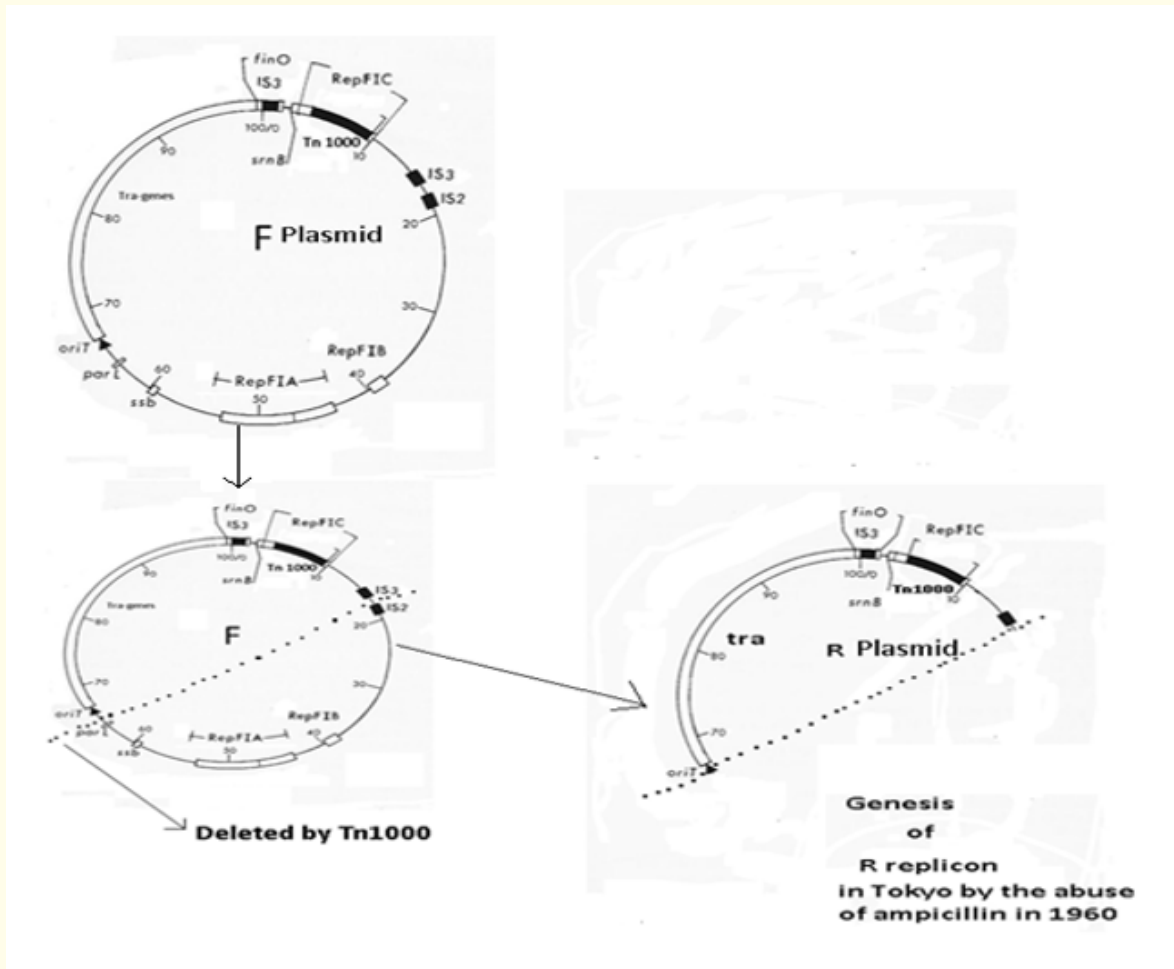 finO
IS3
RepFIC
100/0
Tn 1000
srnB
10
90
IS3
IS2
Tra-genes
80
20
F Plasmid
70
30
oriT
RepFIB
parL
60
RepFIA
40
ssb
50
finO
IS3
RepFIC
100/0
Tn 1000
srnB
10
90
IS3
IS2
Tra-genes
80
20
F
70
30
oriT
RepFIB
parL
60
RepFIA
40
ssb
50
Deleted by Tn1000
finO
IS3
RepFIC
100/0
Tn1000
srnB
10
90
tra
80
R Plasmid.
70
oriT
Genesis
of
R replicon
in Tokyo by the abuse
of ampicillin in 1960